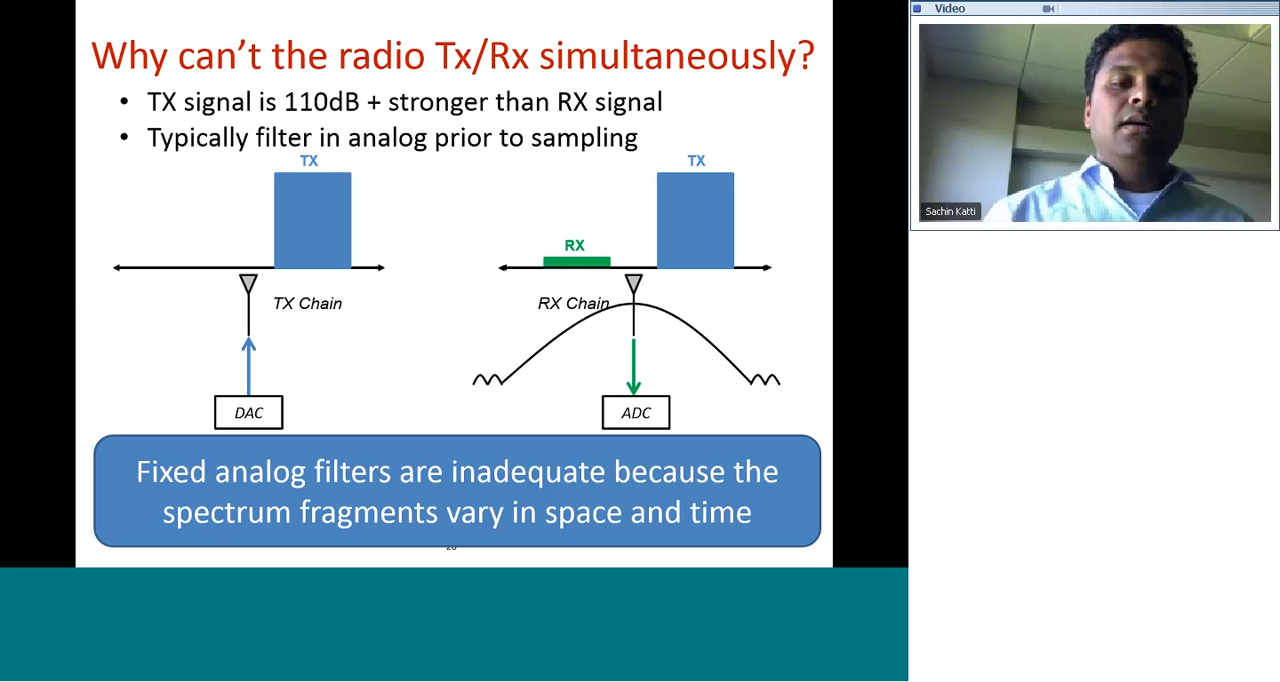 Why can't the radio Tx/Rx simultaneously?
• TX signal is 110dB + stronger than RX signal
• Typically filter in analog prior to sampling
TX
TX
RX
TX Chain
RX Chain
DAC
ADC
Fixed analog filters are inadequate because the
spectrum fragments vary in space and time
Video
Sachin Katti